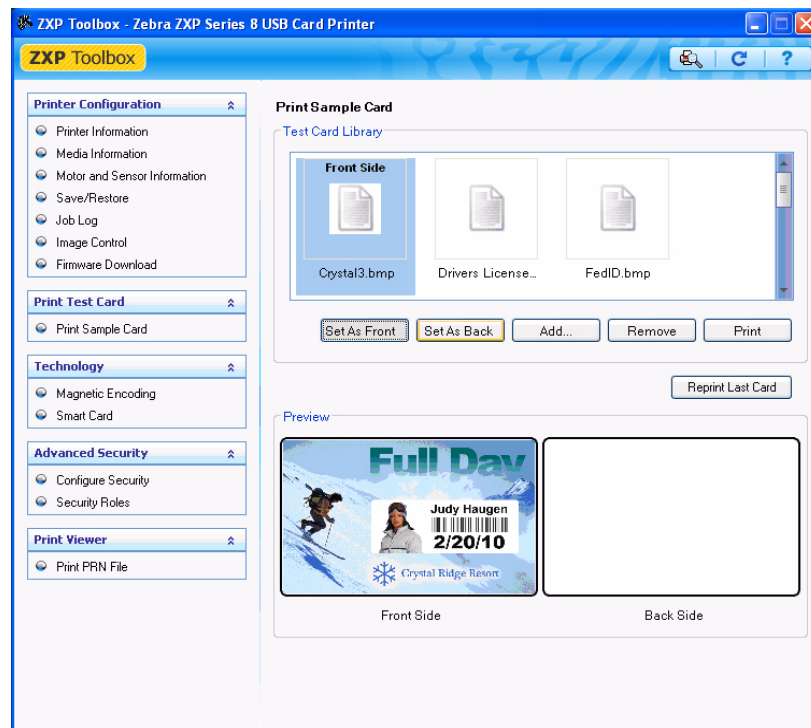 ZXP Toolbox - Zebra ZXP Series 8 USB Card Printer
ZXP Toolbox
?
Printer Configuration
Printer Information
Media Information
Motor and Sensor Information
Save/Restore
Job Log
Image Control
Firmware Download
Print Test Card
Print Sample Card
Technology
Magnetic Encoding
Smart Card
Advanced Security
Configure Security
Security Roles
Print Viewer
Print PRN File
Print Sample Card
Test Card Library
Front Side
Crystal3.bmp Drivers License... FedID.bmp
Set As Front Set As Back Add... Remove Print
Reprint Last Card
Preview
Full Day
Judy Haugen
2/20/10
Crystal Ridge Resort
Front Side Back Side